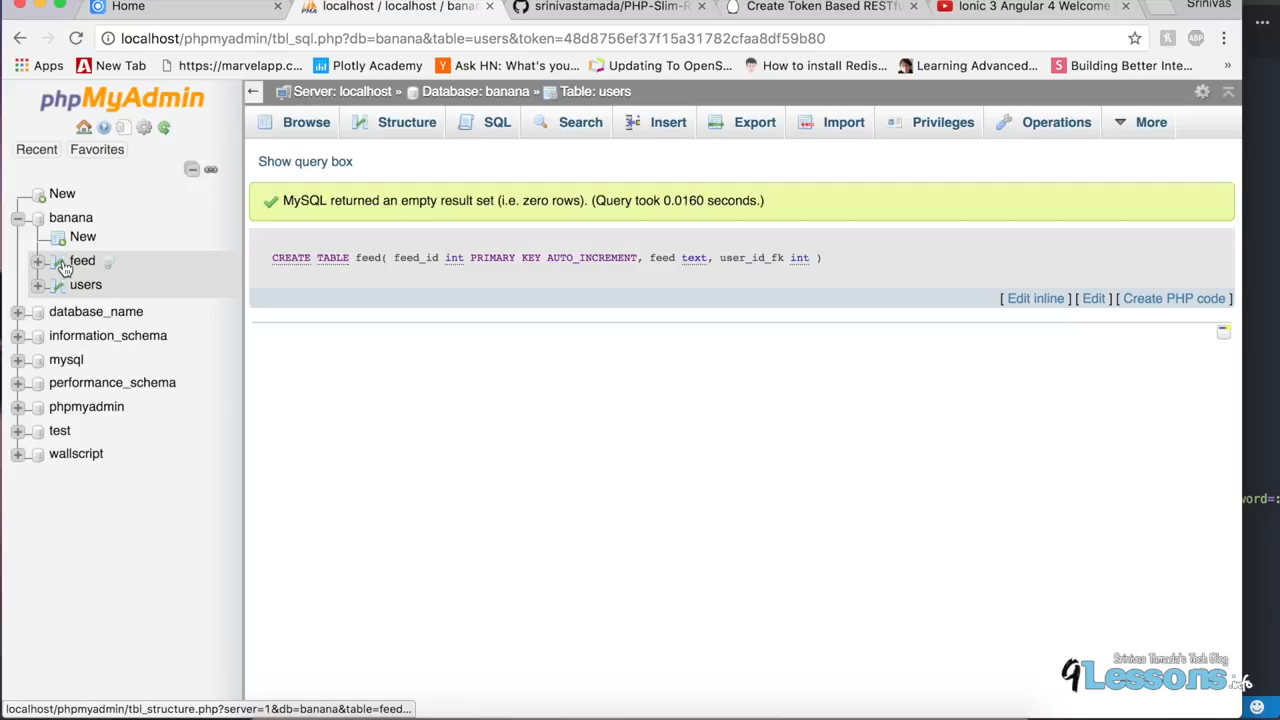 Home
localhost / localhost / bana
srinivastamada/PHP-Slim-R
Create Token Based RESTfu
Ionic 3 Angular 4 Welcome
Srinivas
localhost/phpmyadmin/tbl_sql.php?db=banana&table=users&token=48d8756ef37f15a31782cfaa8df59b80
Apps
New Tab
https://marvelapp.c...
Plotly Academy
Ask HN: What's you...
Updating To OpenS...
How to install Redis...
Learning Advanced...
Building Better Inte...
»
phpMyAdmin
Recent
Favorites
New
banana
New
feed
users
database_name
information_schema
mysql
performance_schema
phpmyadmin
test
wallscript
Server: localhost » Database: banana » Table: users
Browse
Structure
SQL
Search
Insert
Export
Import
Privileges
Operations
More
Show query box
MySQL returned an empty result set (i.e. zero rows). (Query took 0.0160 seconds.)
CREATE TABLE feed( feed_id int PRIMARY KEY AUTO_INCREMENT, feed text, user_id_fk int )
[ Edit inline ] [ Edit ] [ Create PHP code ]
word=:
Srinivas Tamada's Tech Blog
9Lessons
localhost/phpmyadmin/tbl_structure.php?server=1&db=banana&table=feed...